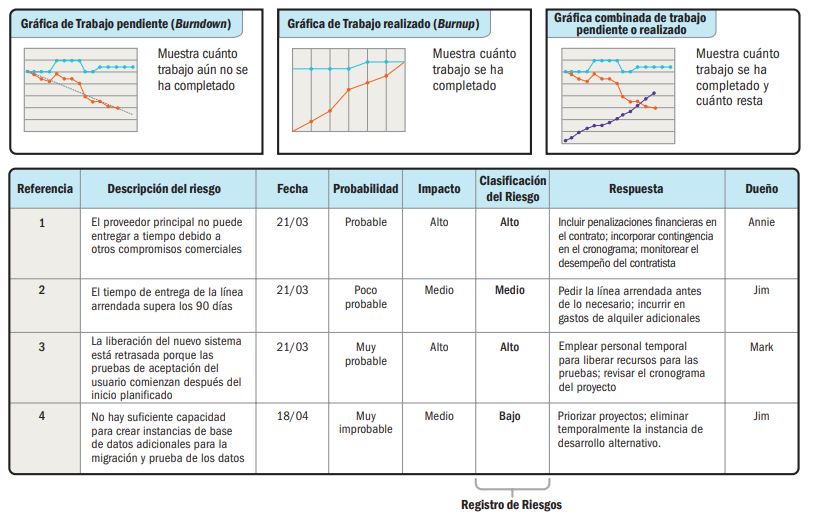 Gráfica de Trabajo pendiente (Burndown)
Muestra cuánto
trabajo aún no se
ha completado
Gráfica de Trabajo realizado (Burnup)
Muestra cuánto
trabajo se ha
completado
Gráfica combinada de trabajo
pendiente o realizado
Muestra cuánto
trabajo se ha
completado y
cuánto resta
Referencia
Descripción del riesgo
Fecha
Probabilidad
Impacto
Clasificación
del Riesgo
Respuesta
Dueño
1
El proveedor principal no puede
entregar a tiempo debido a
otros compromisos comerciales
21/03
Probable
Alto
Alto
Incluir penalizaciones financieras en
el contrato; incorporar contingencia
en el cronograma; monitorear el
desempeño del contratista
Annie
2
El tiempo de entrega de la línea
arrendada supera los 90 días
21/03
Poco
probable
Medio
Medio
Pedir la línea arrendada antes
de lo necesario; incurrir en
gastos de alquiler adicionales
Jim
3
La liberación del nuevo sistema
está retrasada porque las
pruebas de aceptación del
usuario comienzan después del
inicio planificado
21/03
Muy
probable
Alto
Alto
Emplear personal temporal
para liberar recursos para las
pruebas; revisar el cronograma
del proyecto
Mark
4
No hay suficiente capacidad
para crear instancias de base
de datos adicionales para la
migración y prueba de los datos
18/04
Muy
improbable
Medio
Bajo
Priorizar proyectos; eliminar
temporalmente la instancia de
desarrollo alternativo.
Jim
Registro de Riesgos